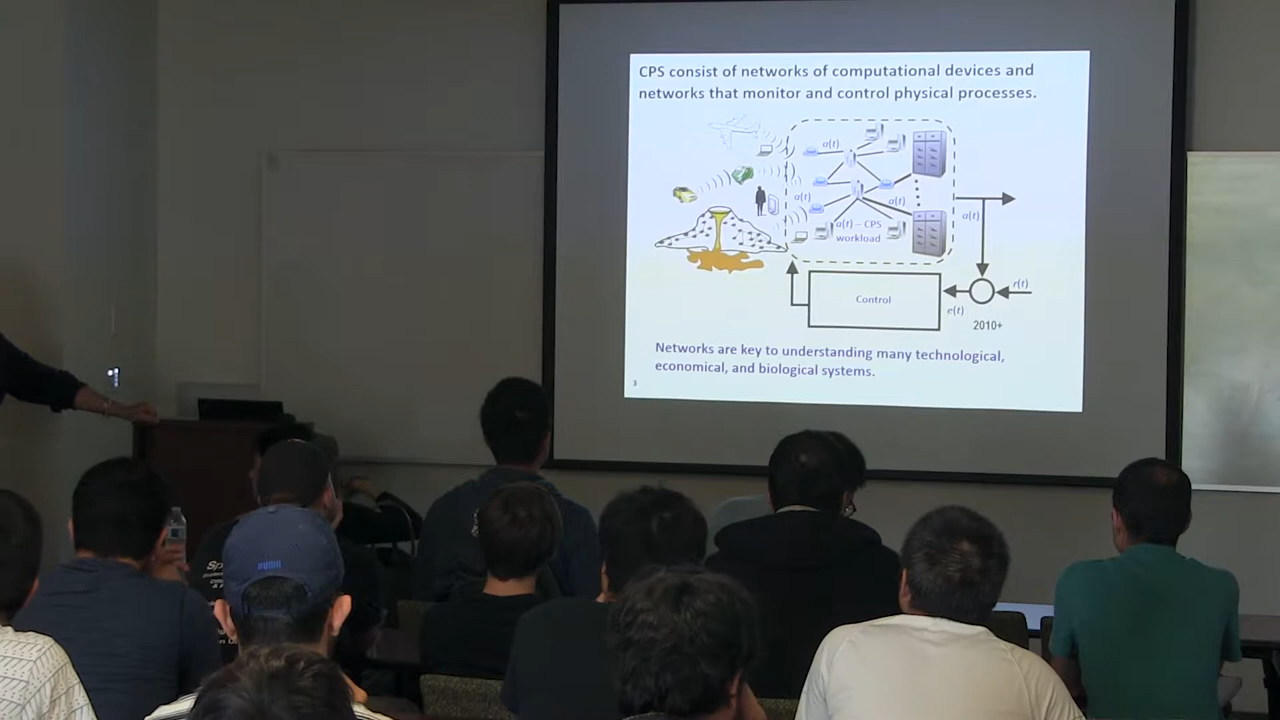 CPS consist of networks of computational devices and
networks that monitor and control physical processes.
a(t)
a(t)
a(t)
a(t) – CPS
workload
a(t)
Control
e(t)
r(t)
2010+
Networks are key to understanding many technological,
economical, and biological systems.
3